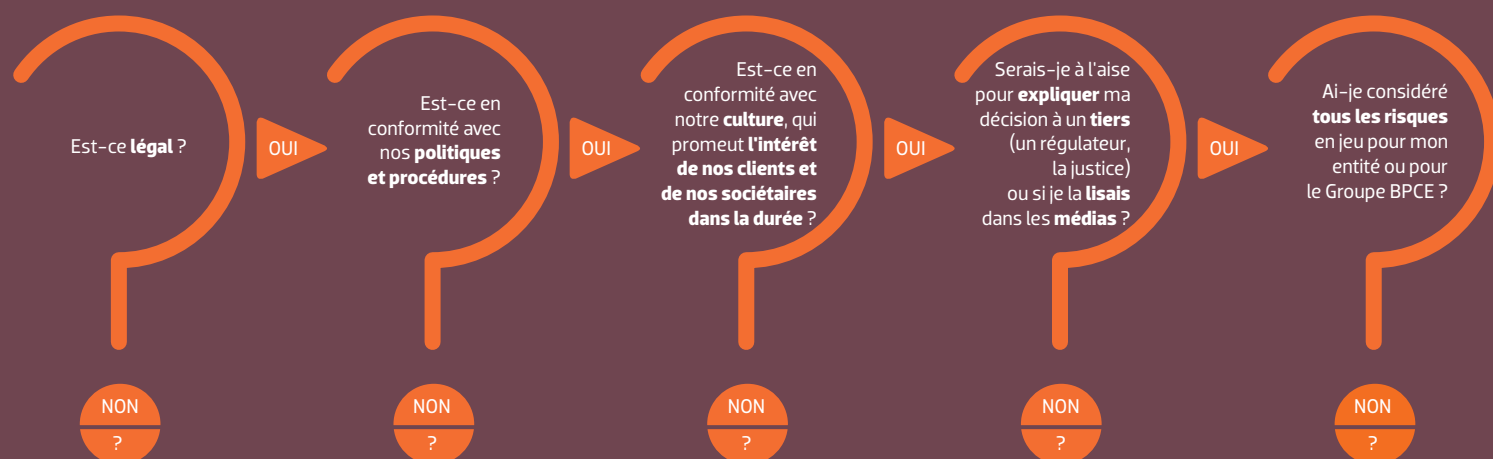 Est-ce légal ?
OUI
Est-ce en
conformité avec
nos politiques
et procédures ?
OUI
Est-ce en
conformité avec
notre culture, qui
promeut l'intérêt
de nos clients et
de nos sociétaires
dans la durée ?
OUI
Serais-je à l'aise
pour expliquer ma
décision à un tiers
(un régulateur,
la justice)
ou si je la lisais
dans les médias ?
OUI
Ai-je considéré
tous les risques
en jeu pour mon
entité ou pour
le Groupe BPCE ?
NON
?
NON
?
NON
?
NON
?
NON
?